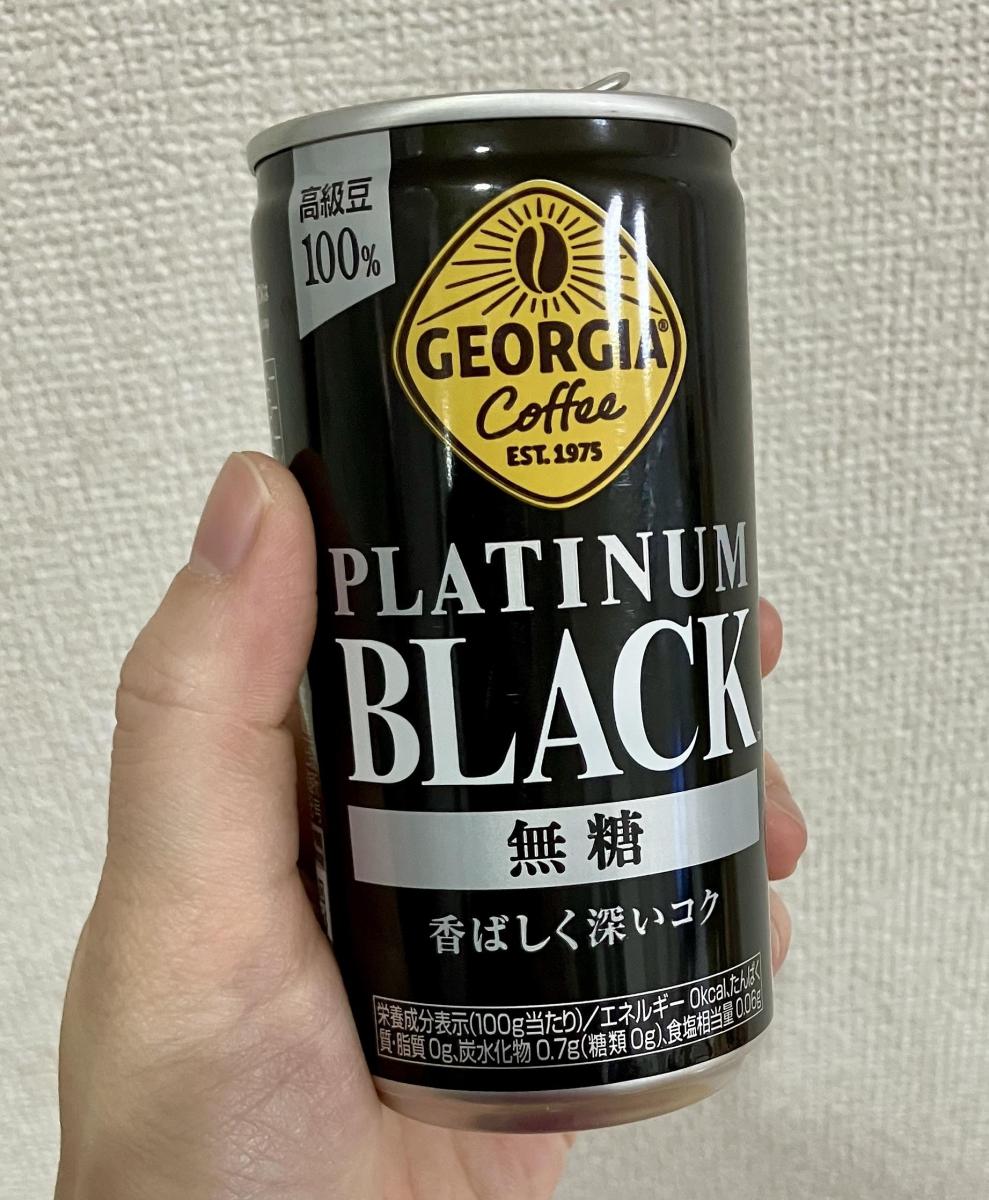 高級豆
100%
GEORGIA®
Coffee
EST. 1975
PLATINUM
BLACK
無糖
香ばしく深いコク
栄養成分表示(100g当たり)/エネルギー 0kcal、たんぱく
質・脂質 0g、炭水化物 0.7g(糖類 0g)、食塩相当量 0.06g